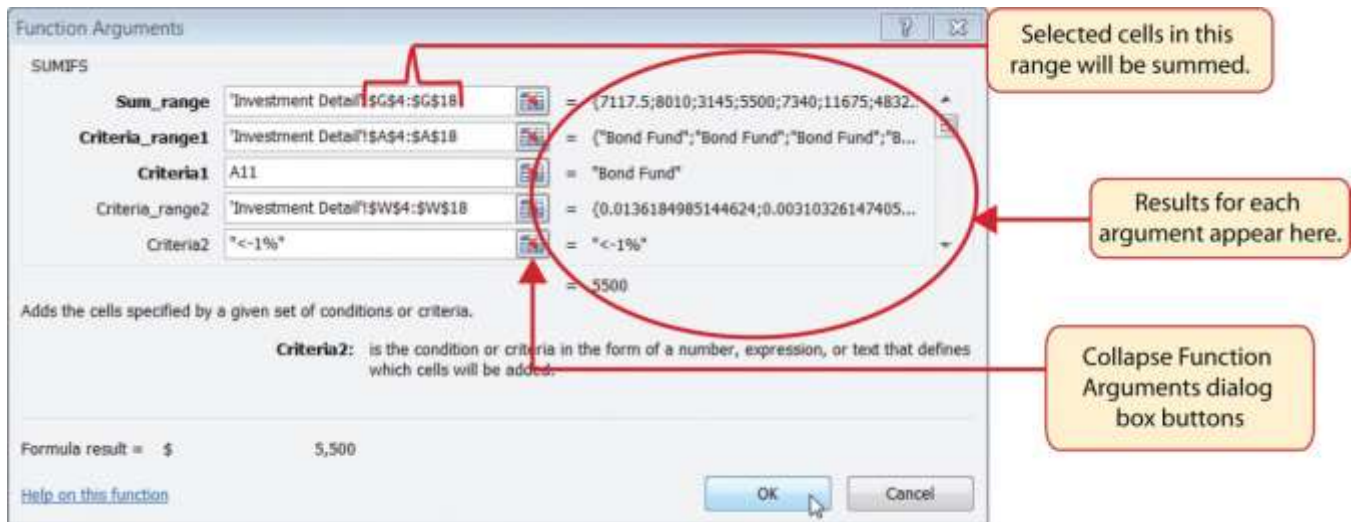 Function Arguments
SUMIFS
Sum_range 'Investment Detail'!$G$4:$G$18 = {7117.5;8010;3145;5500;7340;11675;4832...
Criteria_range1 'Investment Detail'!$A$4:$A$18 = {"Bond Fund";"Bond Fund";"Bond Fund";"B...
Criteria1 A11 = "Bond Fund"
Criteria_range2 'Investment Detail'!$W$4:$W$18 = {0.0136184985144624;0.00310326147405...
Criteria2 "<-1%" = "<-1%"
= 5500
Adds the cells specified by a given set of conditions or criteria.
Criteria2: is the condition or criteria in the form of a number, expression, or text that defines
which cells will be added.
Formula result = $ 5,500
Help on this function
OK Cancel
Selected cells in this
range will be summed.
Results for each
argument appear here.
Collapse Function
Arguments dialog
box buttons